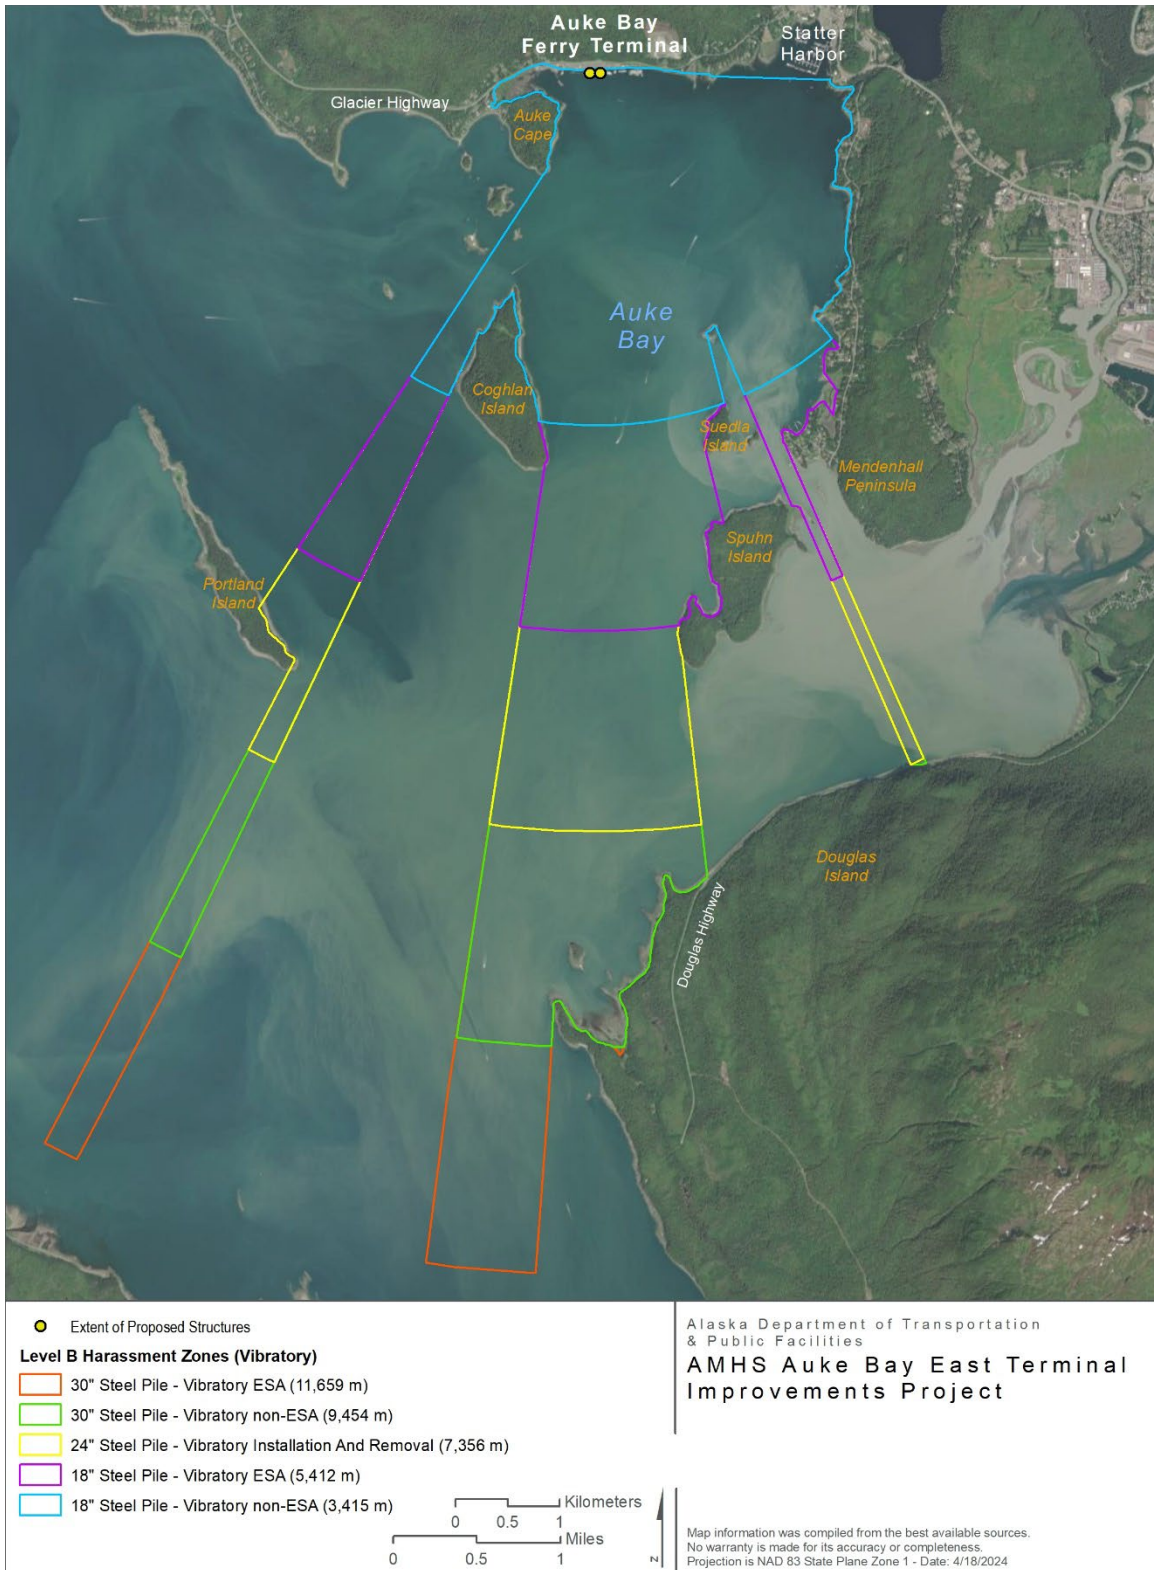 Auke Bay
Ferry Terminal
Statter
Harbor
Glacier Highway
Auke
Cape
Auke
Bay
Coghlan
Island
Suedla
Island
Mendenhall
Peninsula
Spuhn
Island
Portland
Island
Douglas
Island
Douglas Highway
Extent of Proposed Structures
Level B Harassment Zones (Vibratory)
30" Steel Pile - Vibratory ESA (11,659 m)
30" Steel Pile - Vibratory non-ESA (9,454 m)
24" Steel Pile - Vibratory Installation And Removal (7,356 m)
18" Steel Pile - Vibratory ESA (5,412 m)
18" Steel Pile - Vibratory non-ESA (3,415 m)
Kilometers
0 0.5 1
Miles
0 0.5 1
N
Alaska Department of Transportation
& Public Facilities
AMHS Auke Bay East Terminal
Improvements Project
Map information was compiled from the best available sources.
No warranty is made for its accuracy or completeness.
Projection is NAD 83 State Plane Zone 1 - Date: 4/18/2024